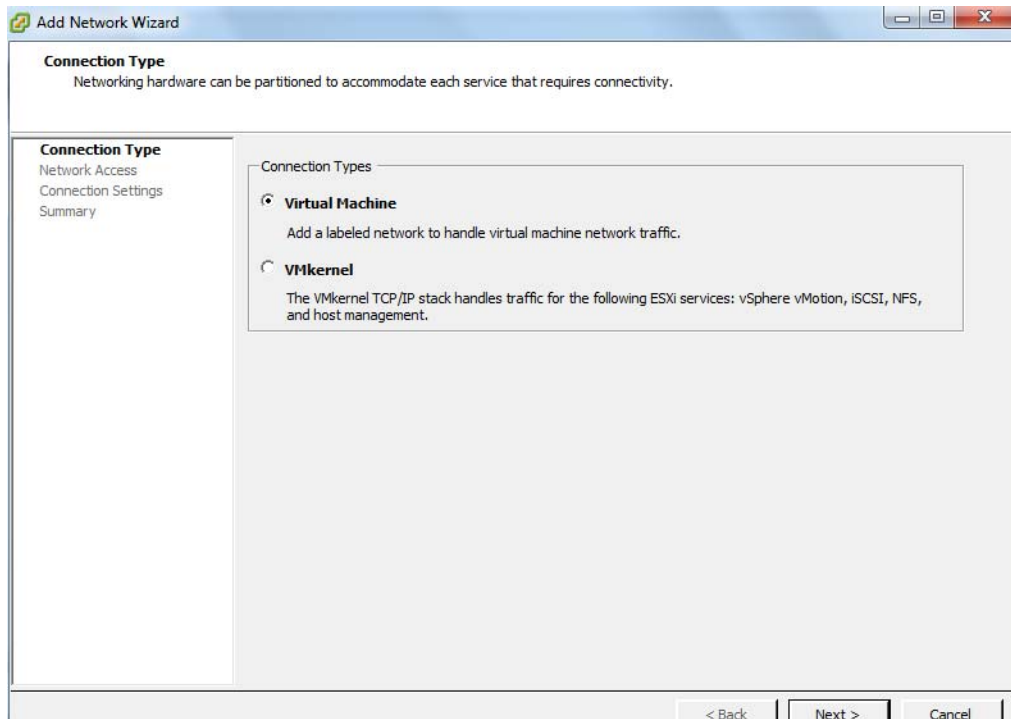 Add Network Wizard
Connection Type
Networking hardware can be partitioned to accommodate each service that requires connectivity.
Connection Type
Network Access
Connection Settings
Summary
Connection Types
Virtual Machine
Add a labeled network to handle virtual machine network traffic.
VMkernel
The VMkernel TCP/IP stack handles traffic for the following ESXi services: vSphere vMotion, iSCSI, NFS,
and host management.
< Back Next > Cancel